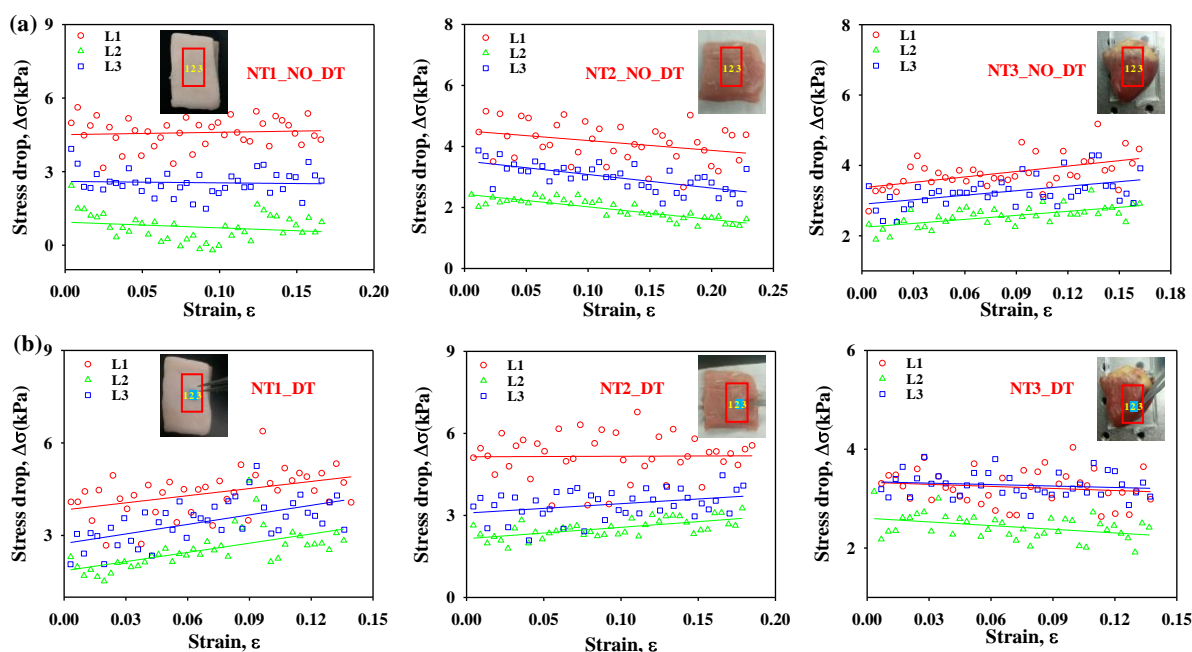 (a)
9
6
3
0
Stress drop, Δσ(kPa)
L1
L2
L3
1 2 3
NT1_NO_DT
0.00 0.05 0.10 0.15 0.20
Strain, ε
8
6
4
2
0
Stress drop, Δσ(kPa)
L1
L2
L3
1 2 3
NT2_NO_DT
0.00 0.05 0.10 0.15 0.20 0.25
Strain, ε
8
6
4
2
Stress drop, Δσ(kPa)
L1
L2
L3
1 2 3
NT3_NO_DT
0.00 0.03 0.06 0.09 0.12 0.15 0.18
Strain, ε
(b)
9
6
3
Stress drop, Δσ(kPa)
L1
L2
L3
1 2 3
NT1_DT
0.00 0.03 0.06 0.09 0.12 0.15
Strain, ε
9
6
3
0
Stress drop, Δσ(kPa)
L1
L2
L3
1 2 3
NT2_DT
0.00 0.05 0.10 0.15 0.20
Strain, ε
6
4
2
Stress drop, Δσ(kPa)
L1
L2
L3
1 2 3
NT3_DT
0.00 0.03 0.06 0.09 0.12 0.15
Strain, ε